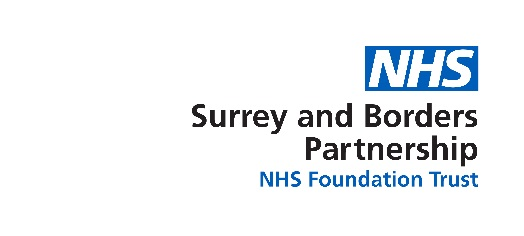 NHS
Surrey and Borders
Partnership
NHS Foundation Trust